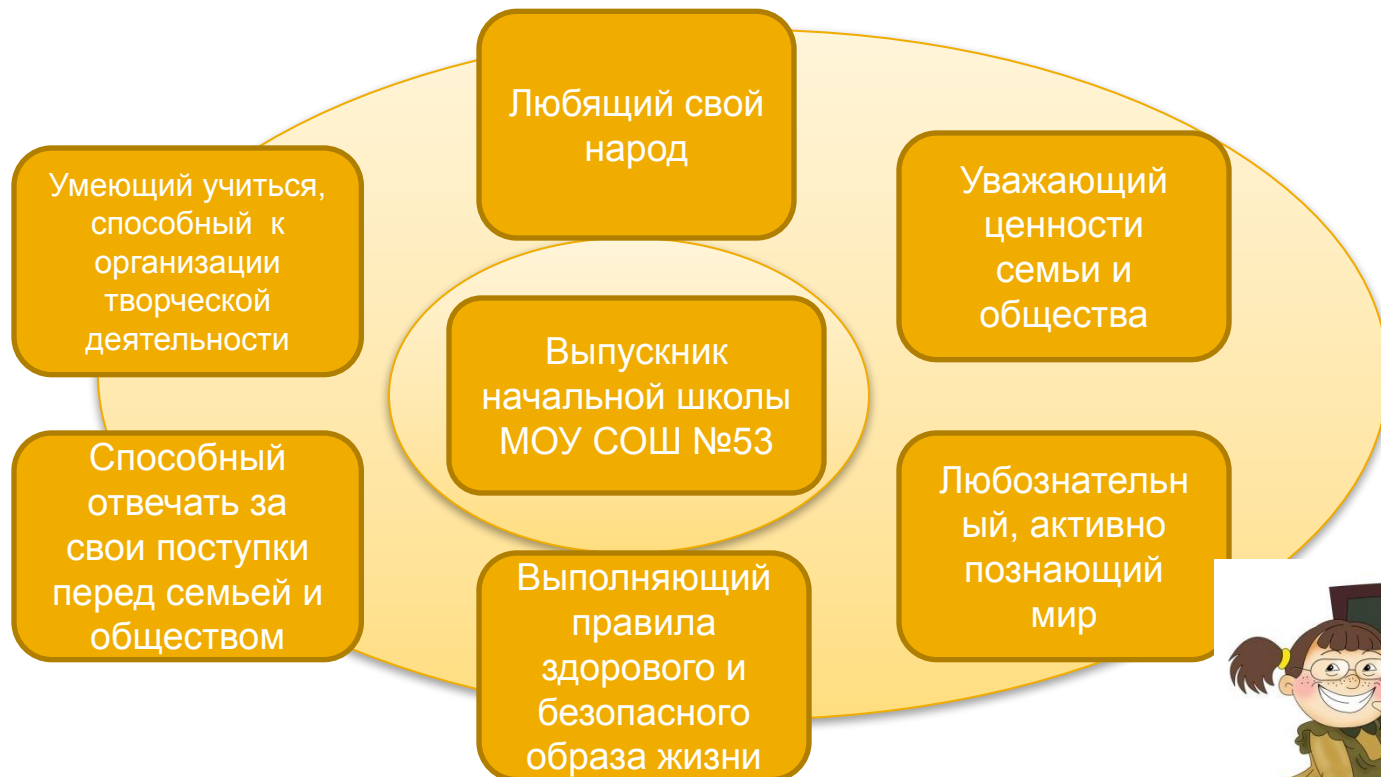 Любящий свой
народ
Умеющий учиться,
способный к
организации
творческой
деятельности
Уважающий
ценности
семьи и
общества
Выпускник
начальной школы
МОУ СОШ №53
Способный
отвечать за
свои поступки
перед семьей и
обществом
Любознательн
ый, активно
познающий
мир
Выполняющий
правила
здорового и
безопасного
образа жизни